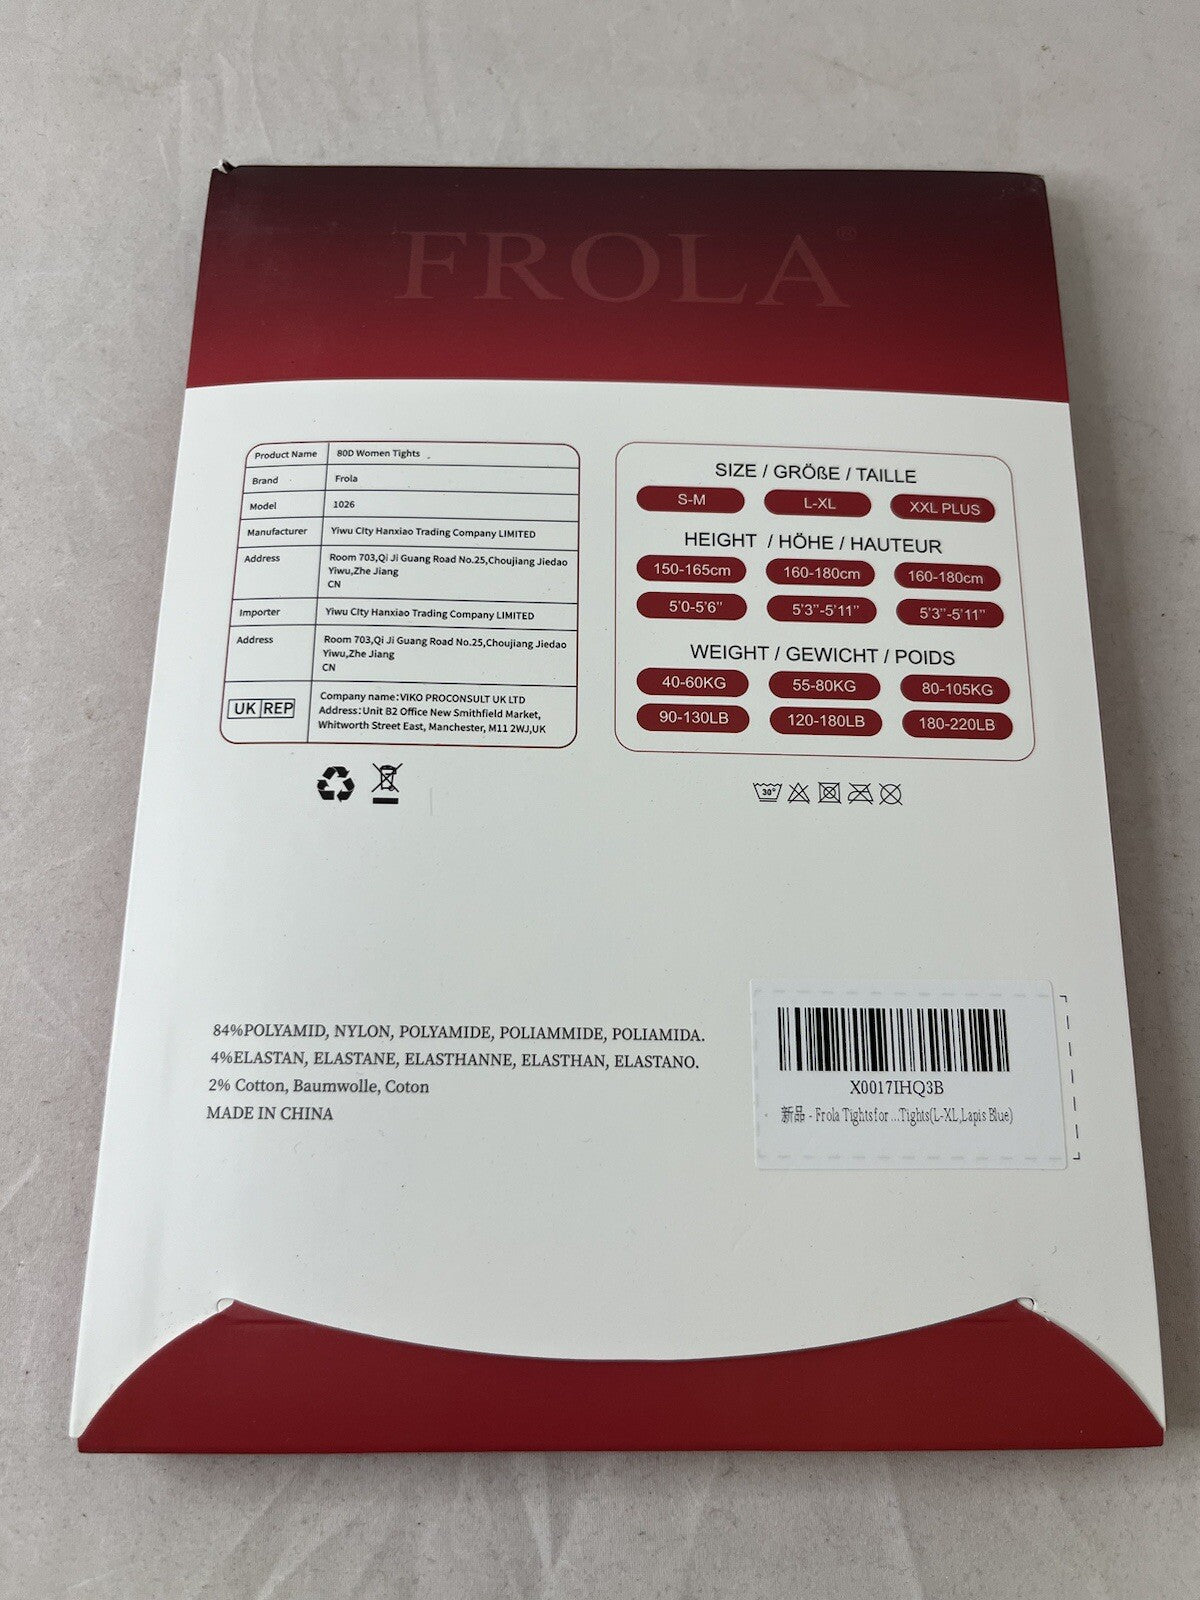 FROLA®
Product Name 80D Women Tights
Brand Frola
Model 1026
Manufacturer Yiwu CIty Hanxiao Trading Company LIMITED
Address Room 703,Qi Ji Guang Road No.25,Choujiang Jiedao
Yiwu,Zhe Jiang
CN
Importer Yiwu CIty Hanxiao Trading Company LIMITED
Address Room 703,Qi Ji Guang Road No.25,Choujiang Jiedao
Yiwu,Zhe Jiang
CN
UK REP Company name:VIKO PROCONSULT UK LTD
Address:Unit B2 Office New Smithfield Market,
Whitworth Street East, Manchester, M11 2WJ,UK
SIZE / GRÖßE / TAILLE
S-M L-XL XXL PLUS
HEIGHT / HÖHE / HAUTEUR
150-165cm 160-180cm 160-180cm
5'0-5'6" 5'3"-5'11" 5'3"-5'11"
WEIGHT / GEWICHT / POIDS
40-60KG 55-80KG 80-105KG
90-130LB 120-180LB 180-220LB
30°
84%POLYAMID, NYLON, POLYAMIDE, POLIAMMIDE, POLIAMIDA.
4%ELASTAN, ELASTANE, ELASTHANNE, ELASTHAN, ELASTANO.
2% Cotton, Baumwolle, Coton
MADE IN CHINA
X0017IHQ3B
新品 - Frola Tightsfor...Tights(L-XL,Lapis Blue)